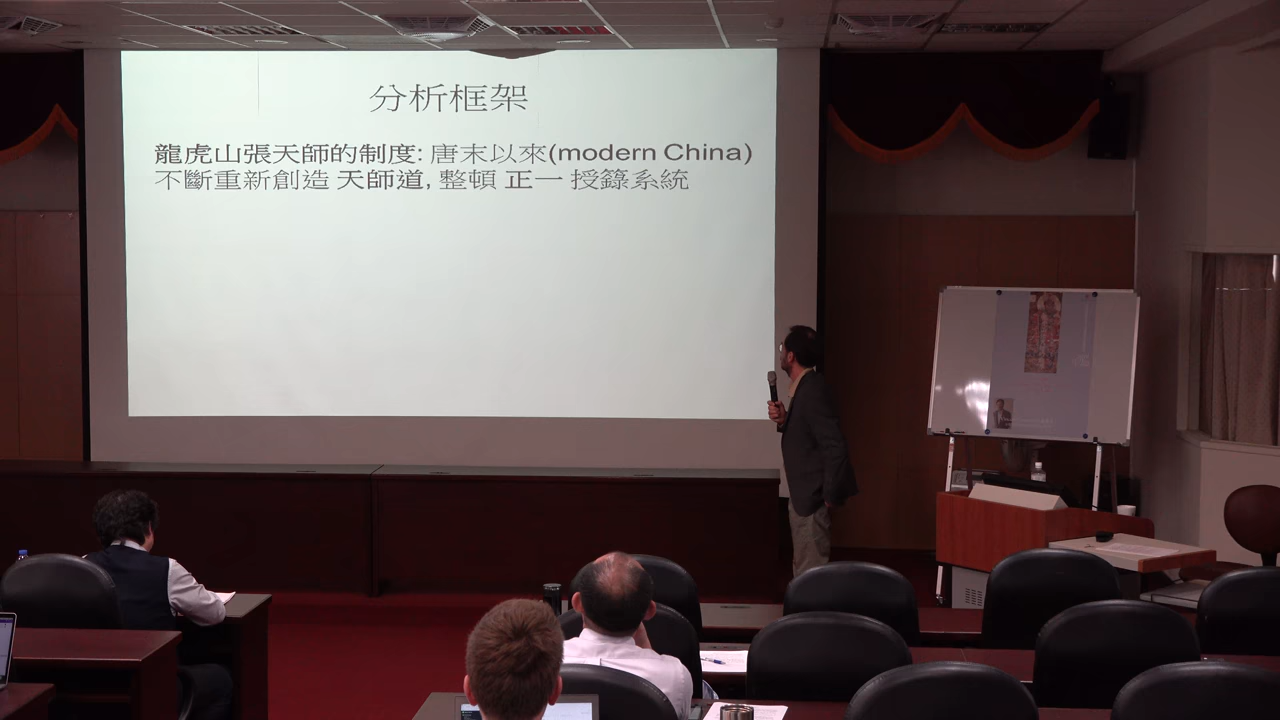 分析框架
龍虎山張天師的制度: 唐末以來(modern China)
不斷重新創造 天師道, 整頓 正一 授籙系統